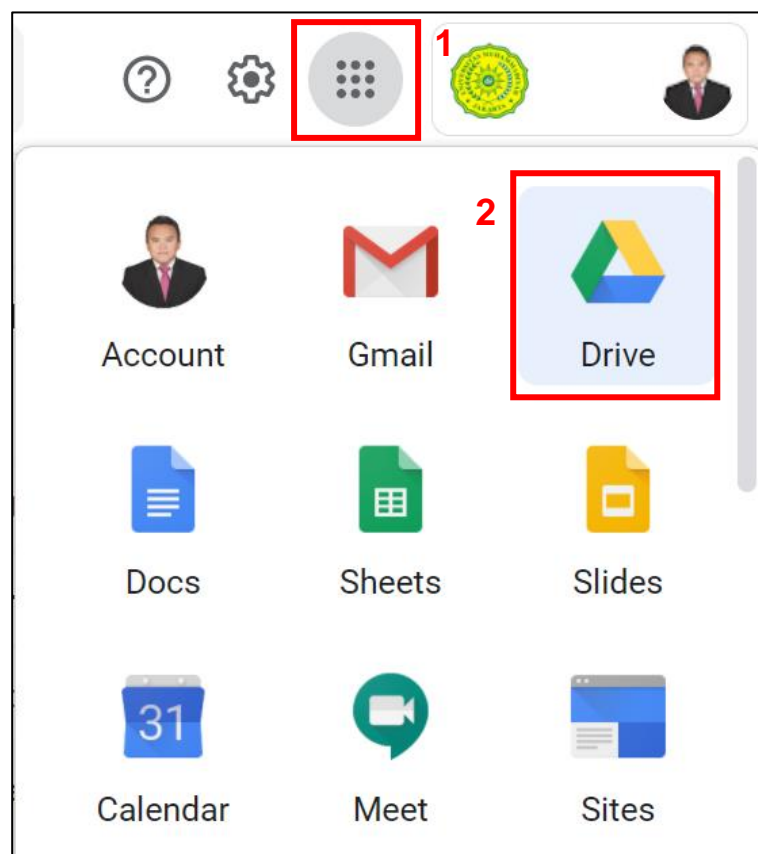 1
2
Account Gmail Drive
Docs Sheets Slides
31
Calendar Meet Sites